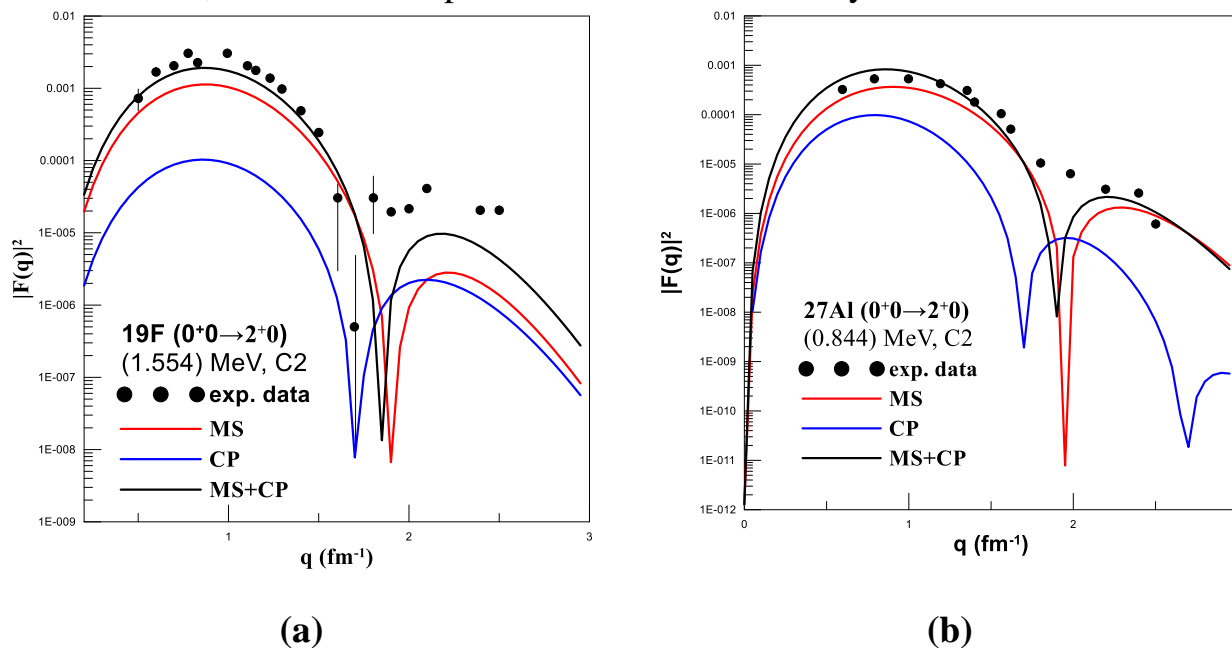 0.01
0.001
0.0001
1E-005
1E-006
1E-007
1E-008
1E-009
|F(q)|²
19F (0⁺0→2⁺0)
(1.554) MeV, C2
exp. data
MS
CP
MS+CP
1 2 3
q (fm⁻¹)
(a)
0.01
0.001
0.0001
1E-005
1E-006
1E-007
1E-008
1E-009
1E-010
1E-011
1E-012
|F(q)|²
27Al (0⁺0→2⁺0)
(0.844) MeV, C2
exp. data
MS
CP
MS+CP
0 1 2
q (fm⁻¹)
(b)